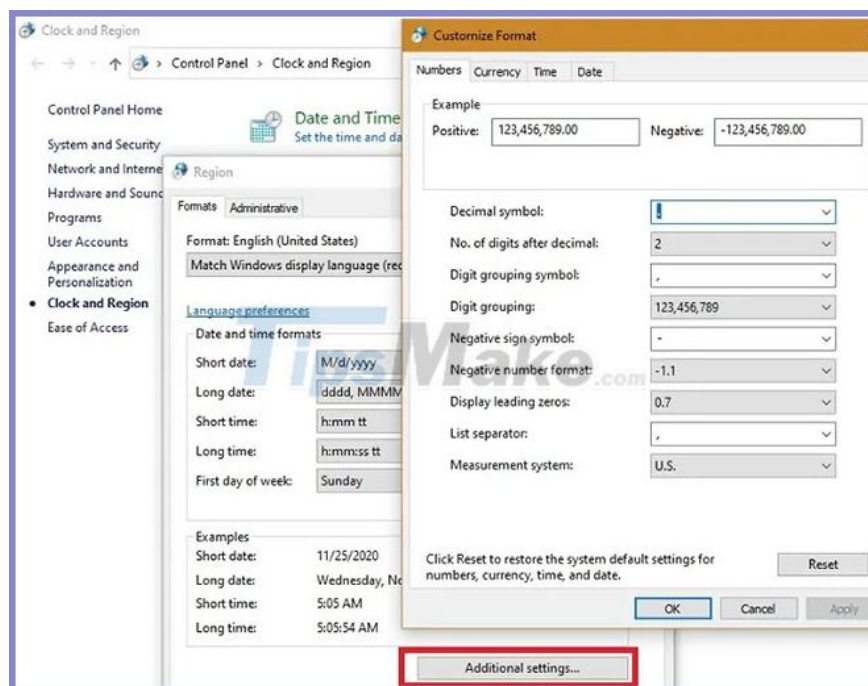 Clock and Region
Control Panel > Clock and Region
Control Panel Home
System and Security
Network and Interne
Hardware and Sound
Programs
User Accounts
Appearance and
Personalization
Clock and Region
Ease of Access
Date and Time
Set the time and da
Region
Formats Administrative
Format: English (United States)
Match Windows display language (rec
Language preferences
Date and time formats
Short date: M/d/yyyy
Long date: dddd, MMMM
Short time: h:mm tt
Long time: h:mm:ss tt
First day of week: Sunday
Examples
Short date: 11/25/2020
Long date: Wednesday, No
Short time: 5:05 AM
Long time: 5:05:54 AM
Additional settings...
Customize Format
Numbers Currency Time Date
Example
Positive: 123,456,789.00 Negative: -123,456,789.00
Decimal symbol: .
No. of digits after decimal: 2
Digit grouping symbol: ,
Digit grouping: 123,456,789
Negative sign symbol: -
Negative number format: -1.1
Display leading zeros: 0.7
List separator: ,
Measurement system: U.S.
Click Reset to restore the system default settings for
numbers, currency, time, and date.
Reset
OK Cancel Apply
TipsMake.com